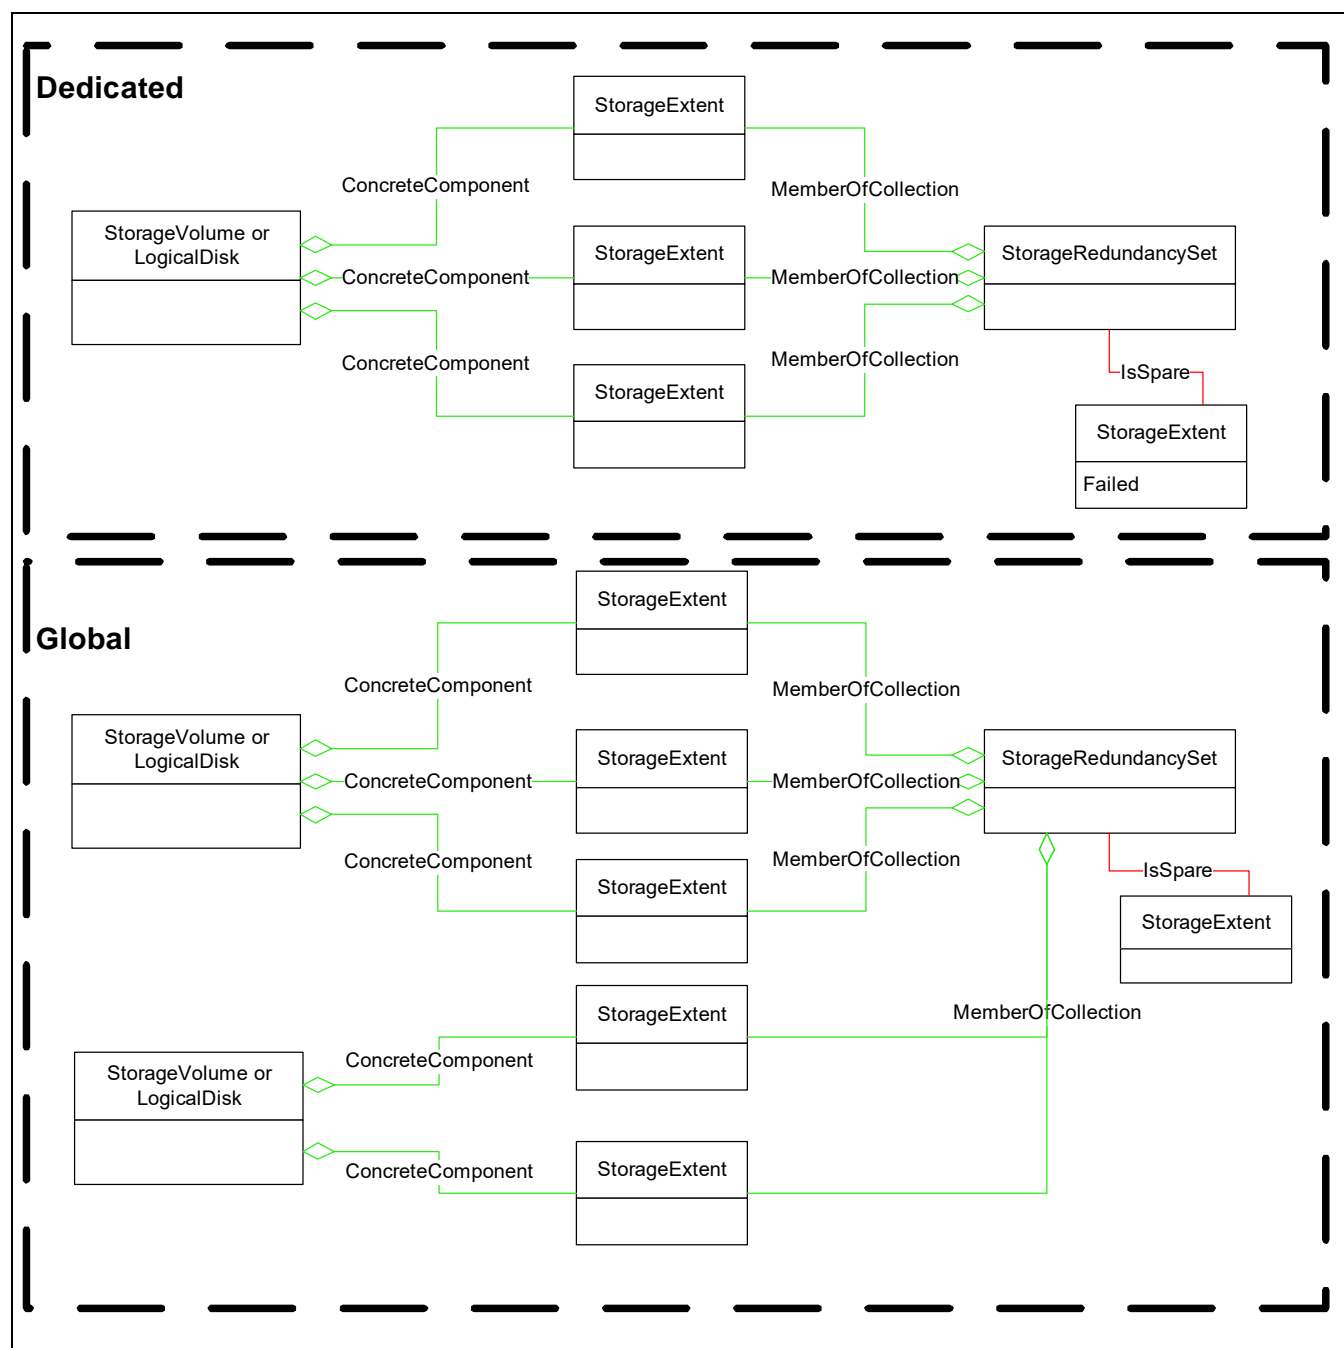 Dedicated
StorageExtent
ConcreteComponent
MemberOfCollection
StorageVolume or
LogicalDisk
StorageExtent
StorageRedundancySet
ConcreteComponent
MemberOfCollection
ConcreteComponent
MemberOfCollection
IsSpare
StorageExtent
StorageExtent
Failed
Global
StorageExtent
ConcreteComponent
MemberOfCollection
StorageVolume or
LogicalDisk
StorageExtent
StorageRedundancySet
ConcreteComponent
MemberOfCollection
ConcreteComponent
MemberOfCollection
StorageExtent
IsSpare
StorageExtent
StorageExtent
MemberOfCollection
ConcreteComponent
StorageVolume or
LogicalDisk
ConcreteComponent
StorageExtent